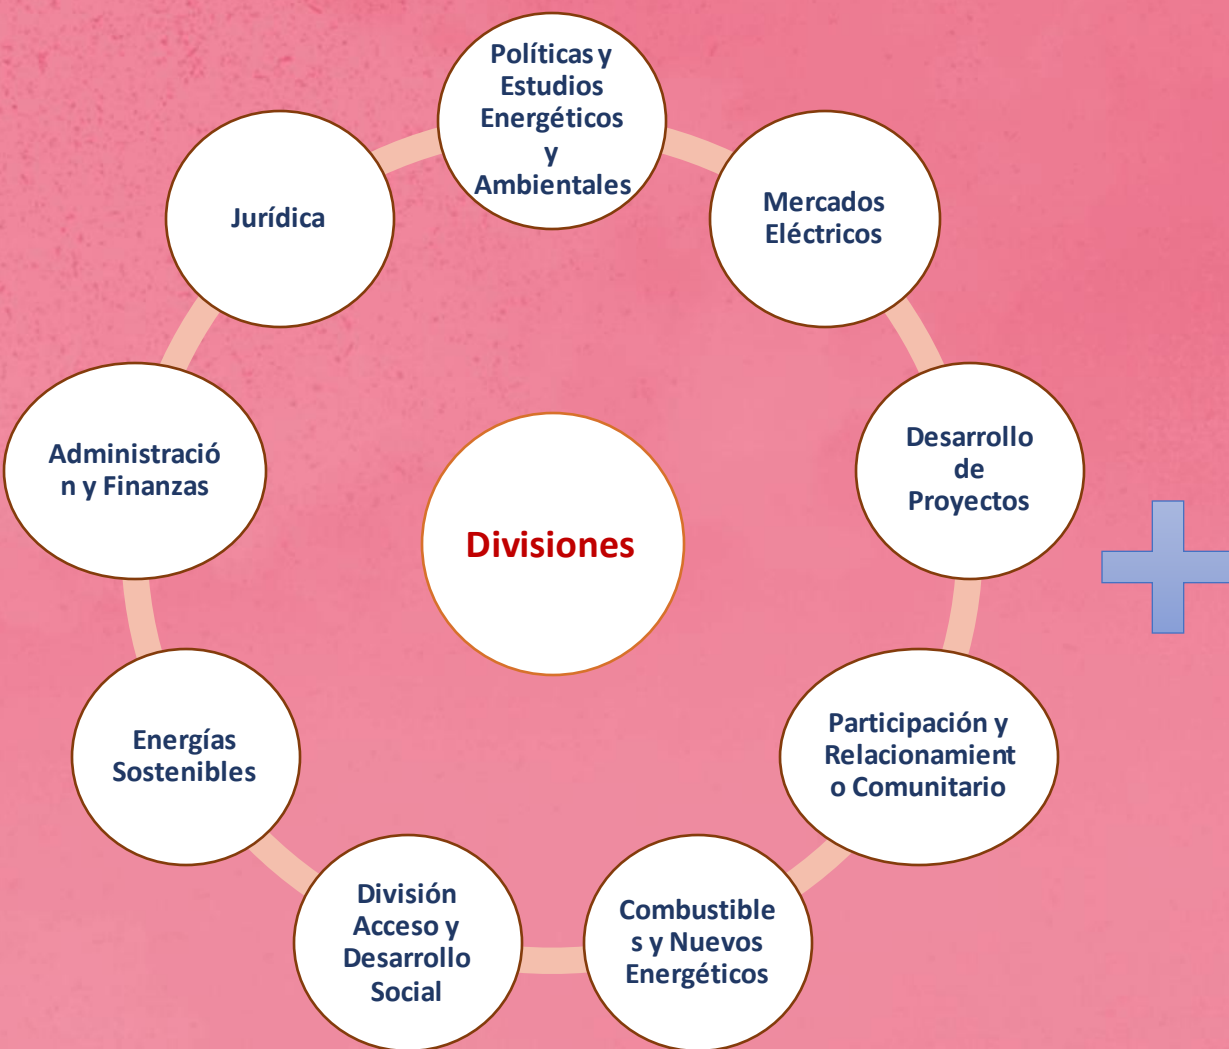 Políticas y
Estudios
Energéticos
y
Ambientales
Mercados
Eléctricos
Desarrollo
de
Proyectos
Participación y
Relacionamient
o Comunitario
Combustible
s y Nuevos
Energéticos
División
Acceso y
Desarrollo
Social
Energías
Sostenibles
Administració
n y Finanzas
Jurídica
Divisiones